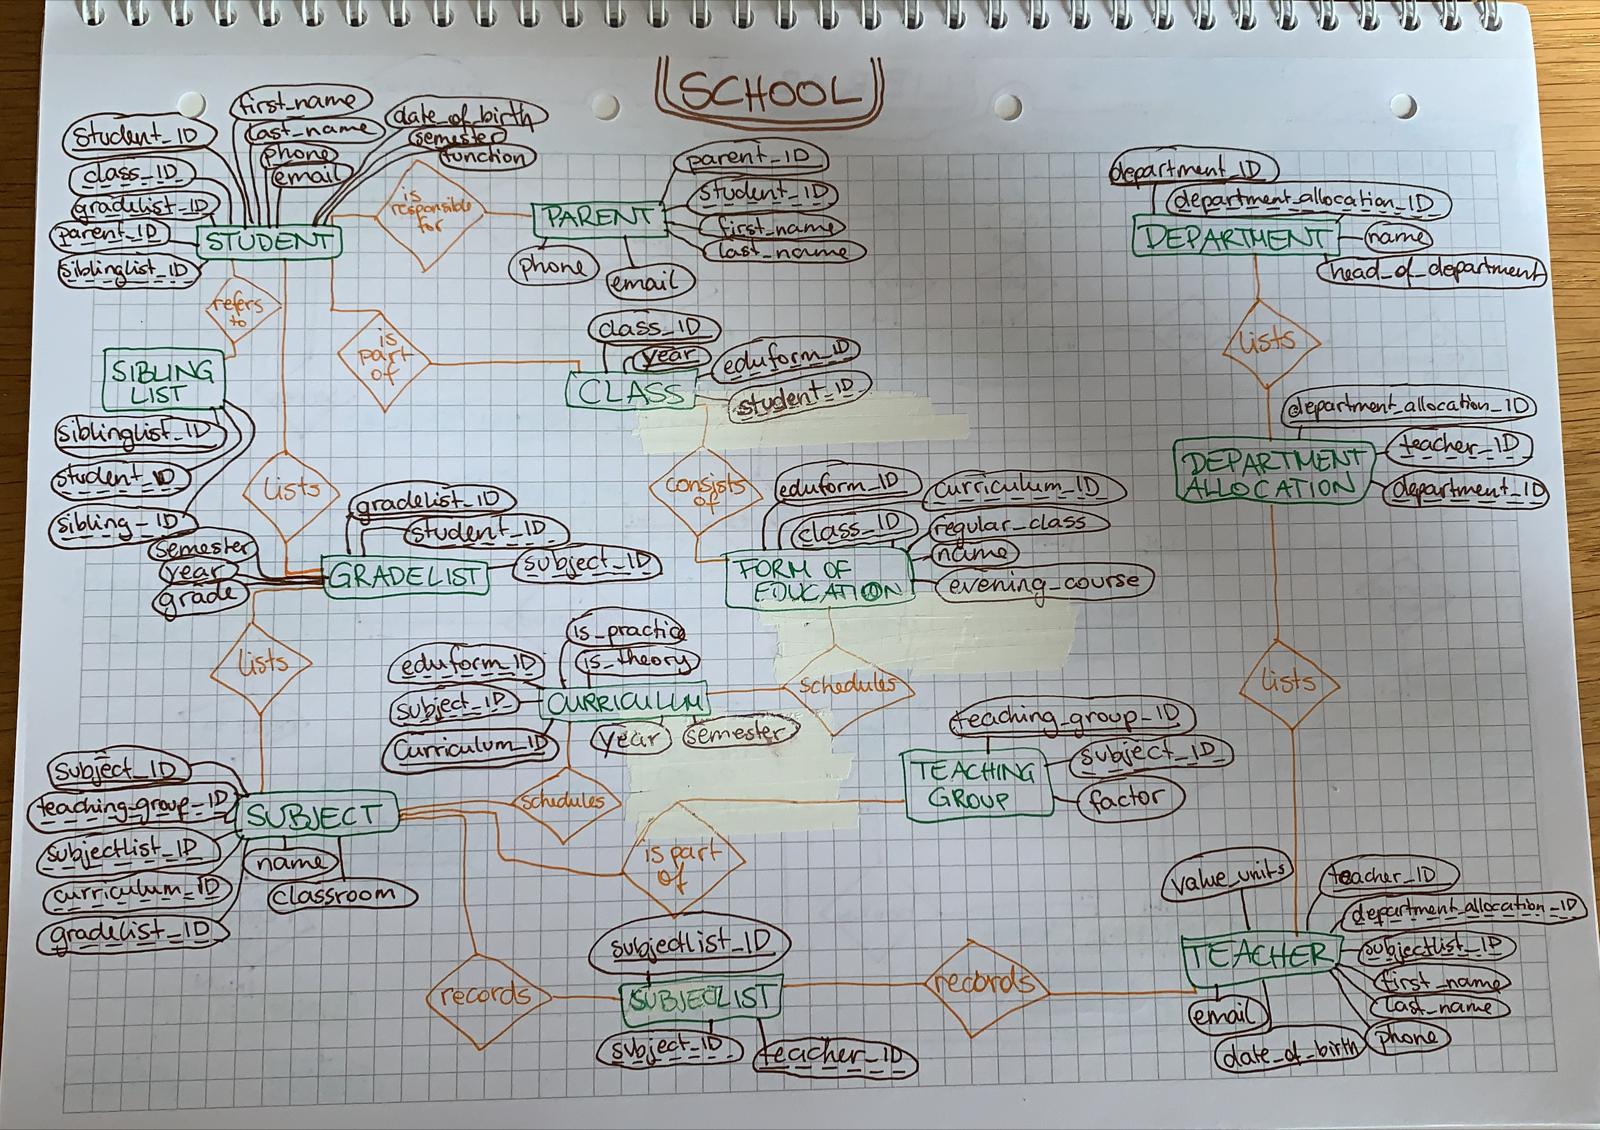 SCHOOL
student_ID
class_ID
gradelist_ID
parent_ID
siblinglist_ID
first_name
last_name
phone
email
date_of_birth
semester
function
STUDENT
is
responsible
for
PARENT
parent_ID
student_ID
first_name
last_name
phone
email
department_ID
department_allocation_ID
DEPARTMENT
name
head_of_department
refers
to
is
part
of
class_ID
year
eduform_ID
student_ID
CLASS
lists
SIBLING
LIST
siblinglist_ID
student_ID
sibling_ID
lists
consists
of
department_allocation_ID
teacher_ID
department_ID
DEPARTMENT
ALLOCATION
gradelist_ID
student_ID
subject_ID
semester
year
grade
GRADELIST
eduform_ID
class_ID
curriculum_ID
regular_class
name
evening_course
FORM OF
EDUCATION
lists
is_practice
is_theory
eduform_ID
subject_ID
Curriculum_ID
CURRICULUM
year
semester
schedules
lists
teaching_group_ID
subject_ID
factor
TEACHING
GROUP
subject_ID
teaching_group_ID
subjectlist_ID
curriculum_ID
gradelist_ID
SUBJECT
name
classroom
schedules
is part
of
value_units
teacher_ID
department_allocation_ID
subjectlist_ID
first_name
last_name
phone
TEACHER
email
date_of_birth
records
subjectlist_ID
SUBJECLIST
subject_ID
teacher_ID
records